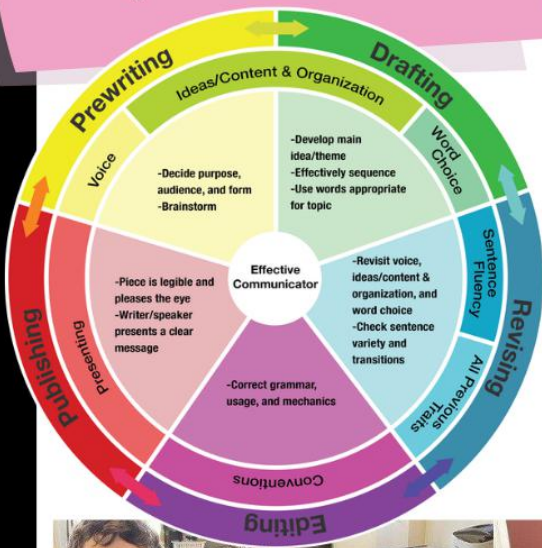 Prewriting
Drafting
Ideas/Content & Organization
Voice
Word
Choice
-Decide purpose,
audience, and form
-Brainstorm
-Develop main
idea/theme
-Effectively sequence
-Use words appropriate
for topic
Effective
Communicator
-Piece is legible and
pleases the eye
-Writer/speaker
presents a clear
message
-Revisit voice,
ideas/content &
organization, and
word choice
-Check sentence
variety and
transitions
Sentence
Fluency
Revising
All Previous
Traits
-Correct grammar,
usage, and mechanics
Conventions
Editing
Presenting
Publishing